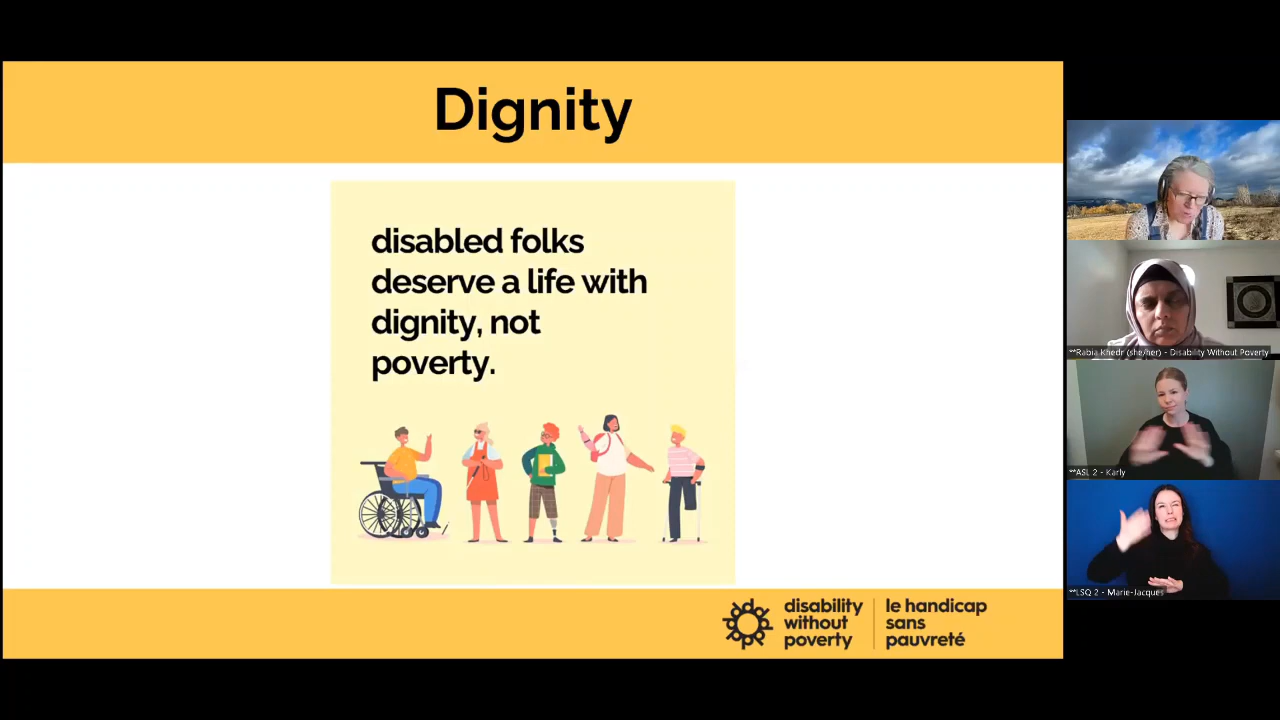 Dignity
disabled folks
deserve a life with
dignity, not
poverty.
disability
without
poverty
le handicap
sans
pauvreté
**Rabia Khedr (she/her) - Disability Without Poverty
**ASL 2 - Karly
**LSQ 2 - Marie-Jacques